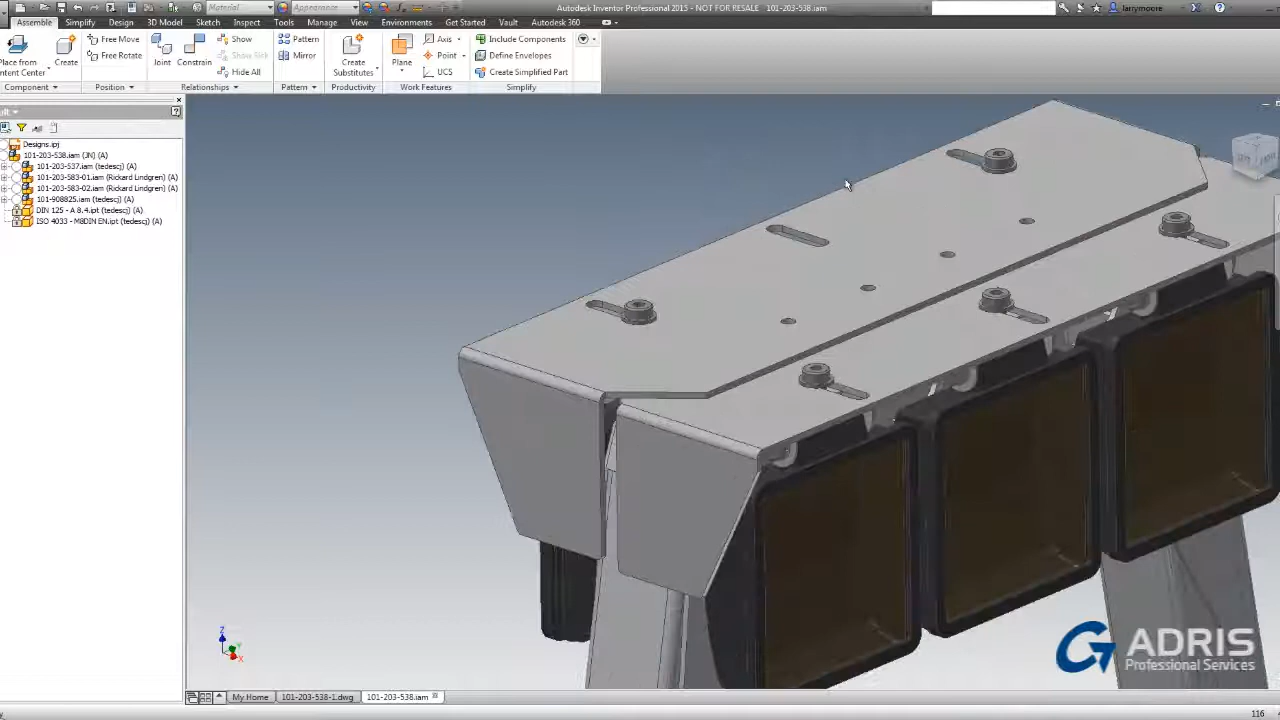 Material
Appearance
Autodesk Inventor Professional 2015 - NOT FOR RESALE   101-203-538.iam
larrymoore
Assemble Simplify Design 3D Model Sketch Inspect Tools Manage View Environments Get Started Vault Autodesk 360
Place from
Content Center
Create
Free Move
Free Rotate
Joint Constrain
Show
Show Sick
Hide All
Pattern
Mirror
Create
Substitutes
Plane
Axis
Point
UCS
Include Components
Define Envelopes
Create Simplified Part
Component Position Relationships Pattern Productivity Work Features Simplify
Designs.ipj
101-203-538.iam (JN) (A)
101-203-537.iam (tedescj) (A)
101-203-583-01.iam (Rickard Lindgren) (A)
101-203-583-02.iam (Rickard Lindgren) (A)
101-908825.iam (tedescj) (A)
DIN 125 - A 8.4.ipt (tedescj) (A)
ISO 4033 - M8DIN EN.ipt (tedescj) (A)
Z
Y
X
G ADRIS
Professional Services
My Home 101-203-538-1.dwg 101-203-538.iam
116